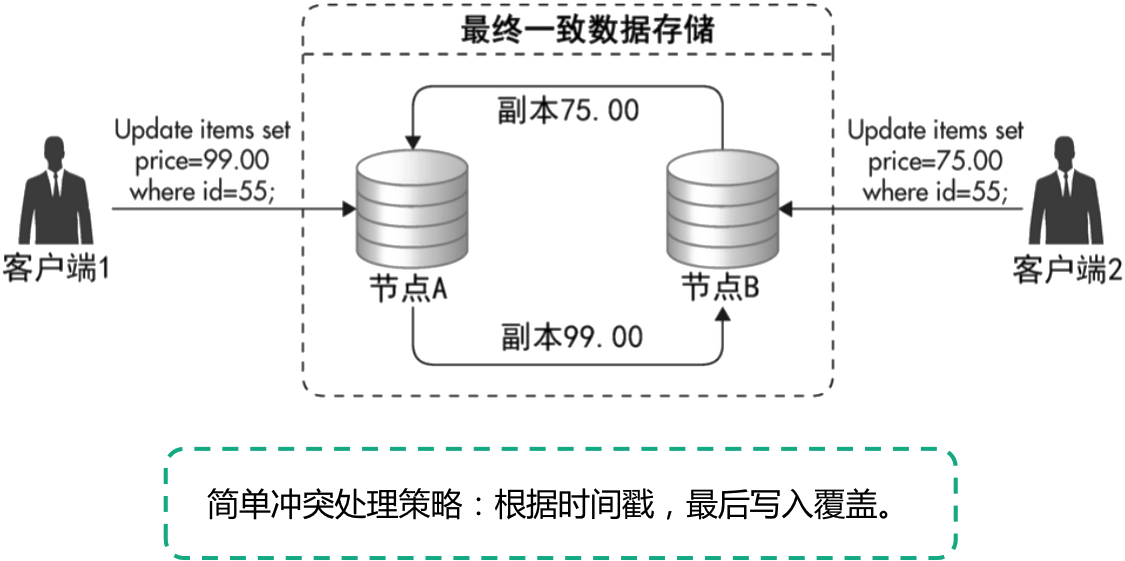 最终一致数据存储
副本75.00
Update items set
price=99.00
where id=55;
Update items set
price=75.00
where id=55;
客户端1
节点A
节点B
客户端2
副本99.00
简单冲突处理策略：根据时间戳，最后写入覆盖。